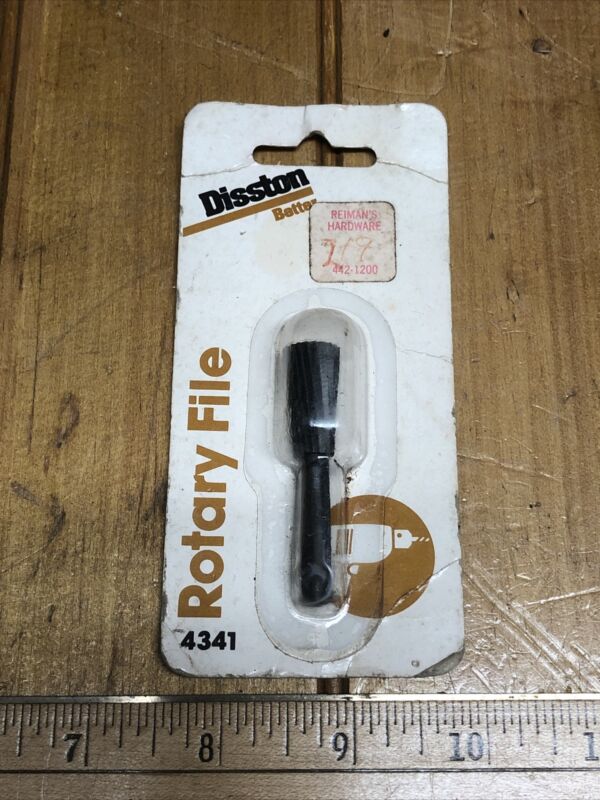 Disston
Better
REIMAN'S
HARDWARE
442-1200
Rotary File
4341
7 8 9 10